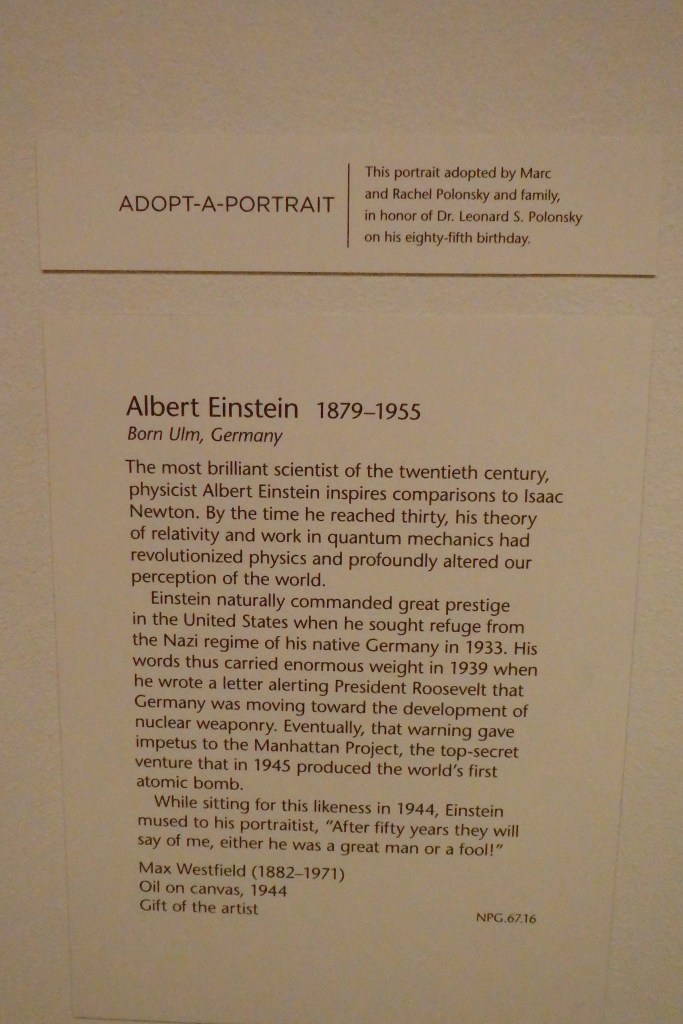 ADOPT-A-PORTRAIT
This portrait adopted by Marc
and Rachel Polonsky and family,
in honor of Dr. Leonard S. Polonsky
on his eighty-fifth birthday.
Albert Einstein 1879–1955
Born Ulm, Germany
The most brilliant scientist of the twentieth century,
physicist Albert Einstein inspires comparisons to Isaac
Newton. By the time he reached thirty, his theory
of relativity and work in quantum mechanics had
revolutionized physics and profoundly altered our
perception of the world.
Einstein naturally commanded great prestige
in the United States when he sought refuge from
the Nazi regime of his native Germany in 1933. His
words thus carried enormous weight in 1939 when
he wrote a letter alerting President Roosevelt that
Germany was moving toward the development of
nuclear weaponry. Eventually, that warning gave
impetus to the Manhattan Project, the top-secret
venture that in 1945 produced the world's first
atomic bomb.
While sitting for this likeness in 1944, Einstein
mused to his portraitist, “After fifty years they will
say of me, either he was a great man or a fool!”
Max Westfield (1882–1971)
Oil on canvas, 1944
Gift of the artist
NPG.67.16